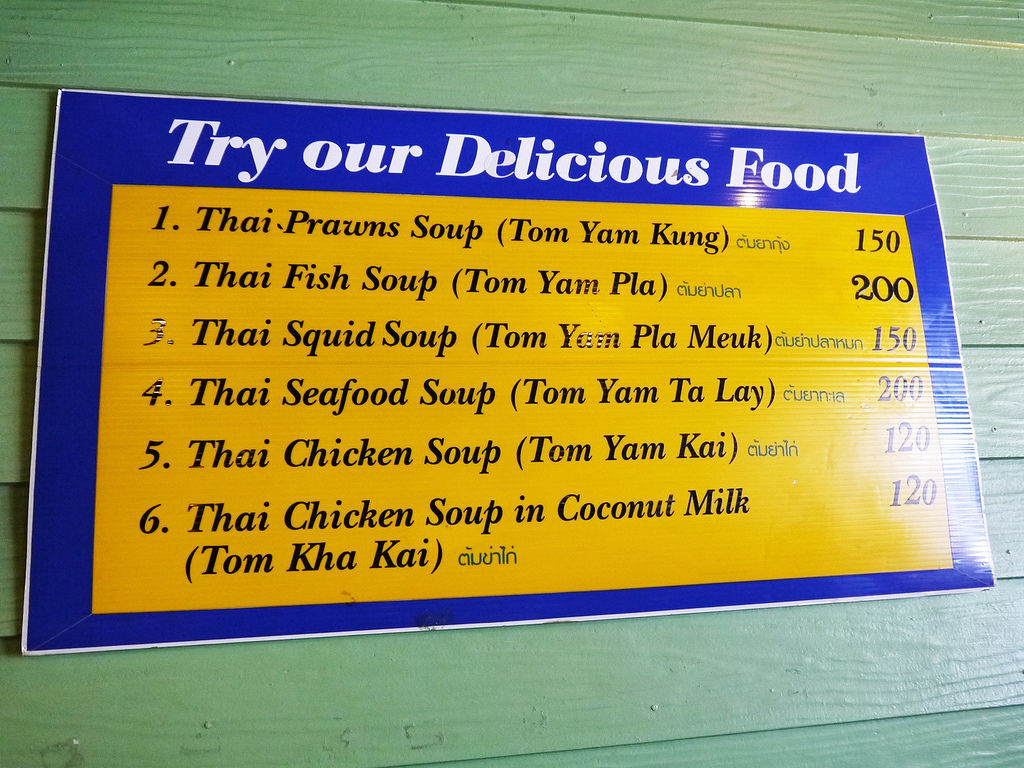 Try our Delicious Food
1. Thai Prawns Soup (Tom Yam Kung) ต้มยำกุ้ง 150
2. Thai Fish Soup (Tom Yam Pla) ต้มยำปลา 200
3. Thai Squid Soup (Tom Yam Pla Meuk) ต้มยำปลาหมก 150
4. Thai Seafood Soup (Tom Yam Ta Lay) ต้มยำทะเล 200
5. Thai Chicken Soup (Tom Yam Kai) ต้มยำไก่ 120
6. Thai Chicken Soup in Coconut Milk 120
(Tom Kha Kai) ต้มข่าไก่